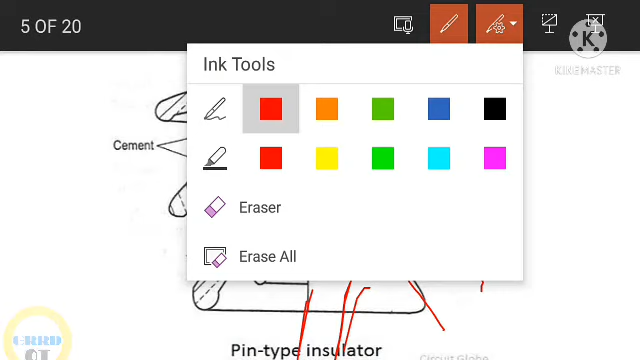 5 OF 20
K
KINEMASTER
Ink Tools
Cement
Eraser
Erase All
Pin-type insulator
Circuit Globe